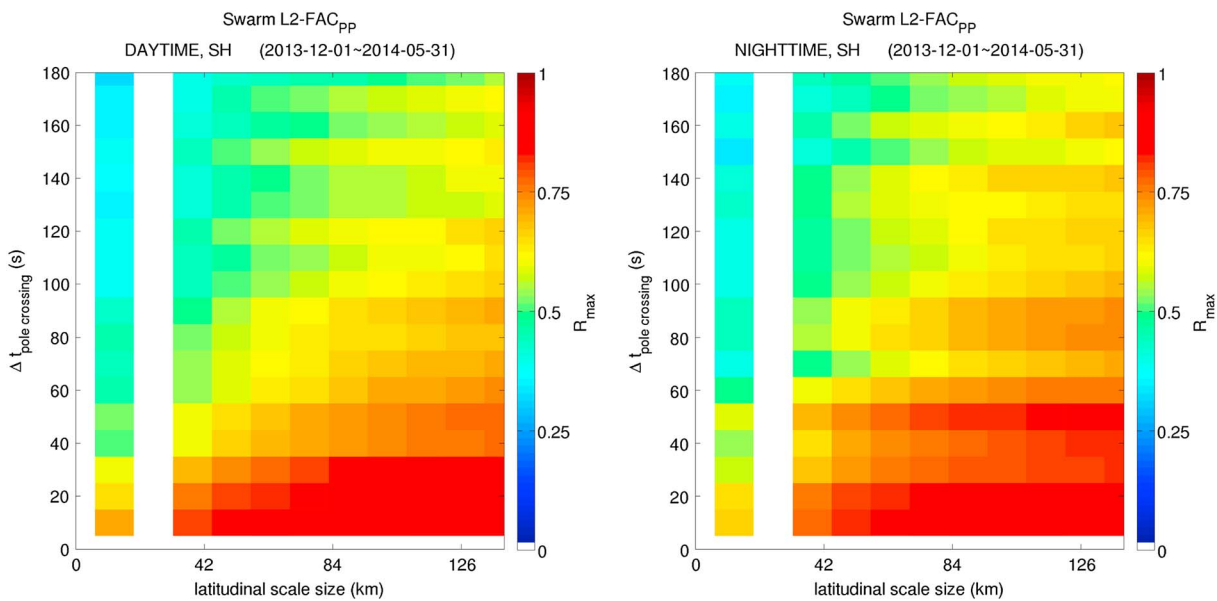 Swarm L2-FAC_PP
DAYTIME, SH (2013-12-01~2014-05-31)
180
160
140
120
100
80
60
40
20
0
Δ t_pole crossing (s)
0 42 84 126
latitudinal scale size (km)
1
0.75
0.5
0.25
0
R_max
Swarm L2-FAC_PP
NIGHTTIME, SH (2013-12-01~2014-05-31)
180
160
140
120
100
80
60
40
20
0
Δ t_pole crossing (s)
0 42 84 126
latitudinal scale size (km)
1
0.75
0.5
0.25
0
R_max